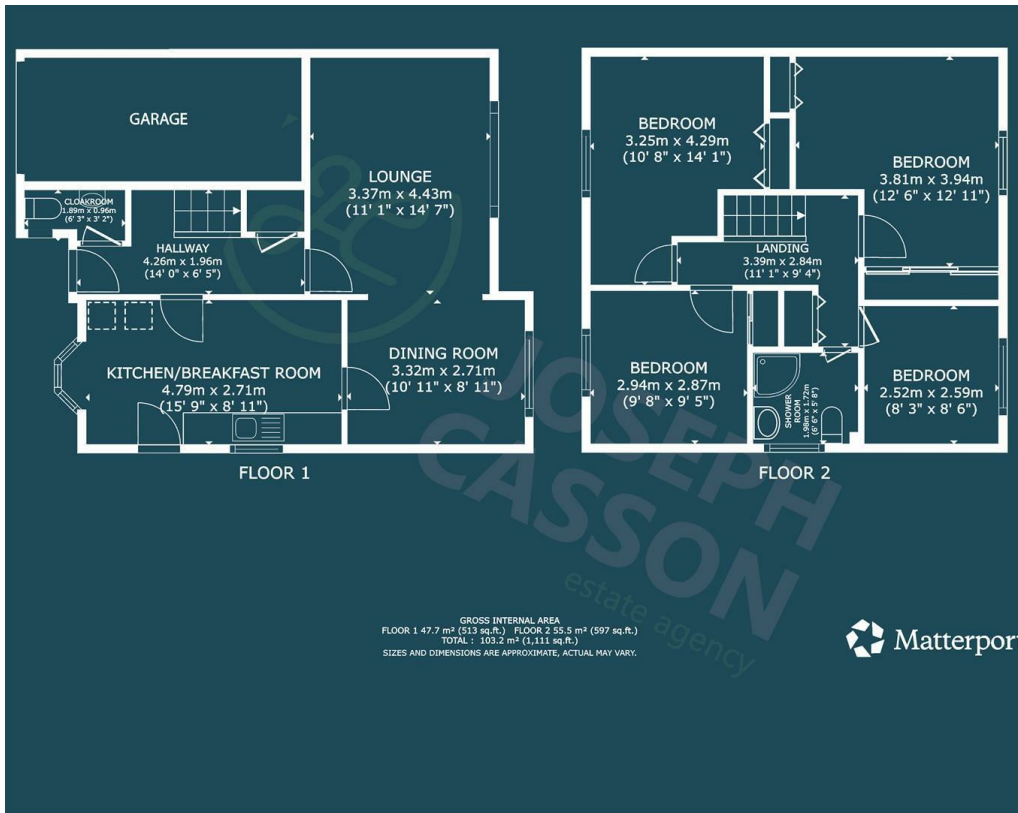 GARAGE
LOUNGE
3.37m x 4.43m
(11' 1" x 14' 7")
CLOAKROOM
1.89m x 0.96m
(6' 3" x 3' 2")
HALLWAY
4.26m x 1.96m
(14' 0" x 6' 5")
KITCHEN/BREAKFAST ROOM
4.79m x 2.71m
(15' 9" x 8' 11")
DINING ROOM
3.32m x 2.71m
(10' 11" x 8' 11")
FLOOR 1
BEDROOM
3.25m x 4.29m
(10' 8" x 14' 1")
BEDROOM
3.81m x 3.94m
(12' 6" x 12' 11")
LANDING
3.39m x 2.84m
(11' 1" x 9' 4")
BEDROOM
2.94m x 2.87m
(9' 8" x 9' 5")
SHOWER
ROOM
1.98m x 1.72m
(6' 6" x 5' 8")
BEDROOM
2.52m x 2.59m
(8' 3" x 8' 6")
FLOOR 2
JOSEPH
CASSON
estate agency
GROSS INTERNAL AREA
FLOOR 1 47.7 m² (513 sq.ft.) FLOOR 2 55.5 m² (597 sq.ft.)
TOTAL : 103.2 m² (1,111 sq.ft.)
SIZES AND DIMENSIONS ARE APPROXIMATE, ACTUAL MAY VARY.
Matterpor